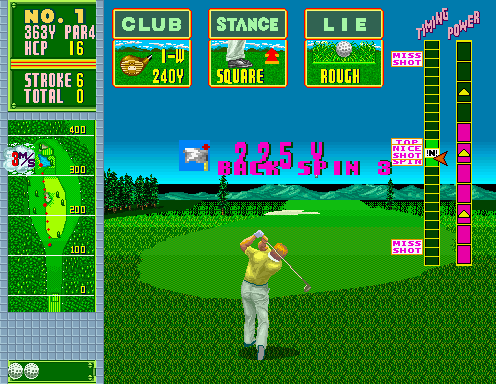 NO. 1
363Y PAR4
HCP 16
STROKE 6
TOTAL 0
400
300
200
100
0
3 M/S
CLUB
1-W
240Y
STANCE
SQUARE
LIE
ROUGH
TIMING
POWER
MISS
SHOT
TOP
NICE
SHOT
SPIN
!N!
MISS
SHOT
225 Y
BACK SPIN 3